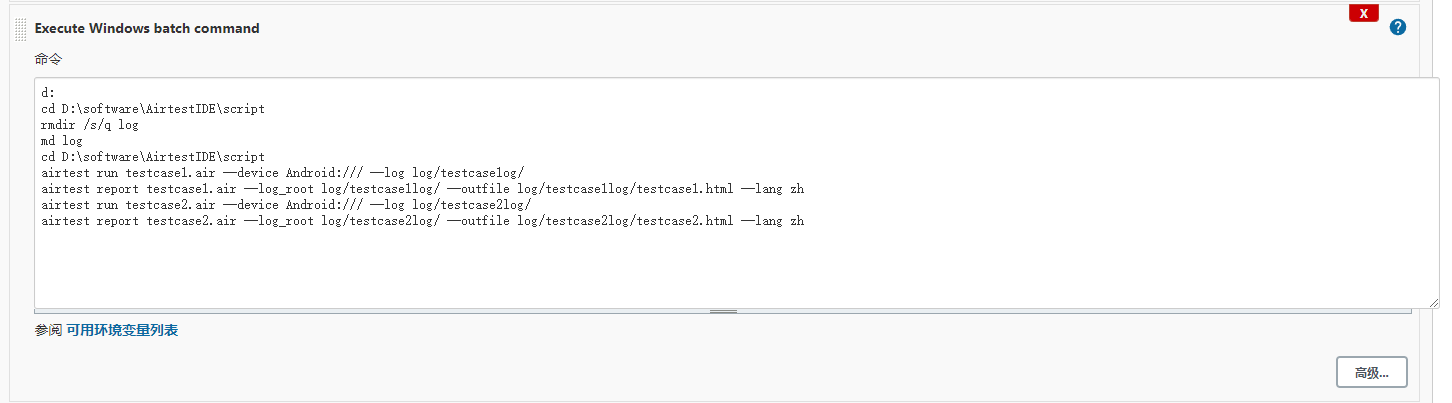 Execute Windows batch command
X
?
命令
d:
cd D:\software\AirtestIDE\script
rmdir /s/q log
md log
cd D:\software\AirtestIDE\script
airtest run testcase1.air --device Android:/// --log log/testcase1log/
airtest report testcase1.air --log_root log/testcase1log/ --outfile log/testcase1log/testcase1.html --lang zh
airtest run testcase2.air --device Android:/// --log log/testcase2log/
airtest report testcase2.air --log_root log/testcase2log/ --outfile log/testcase2log/testcase2.html --lang zh
参阅 可用环境变量列表
高级...